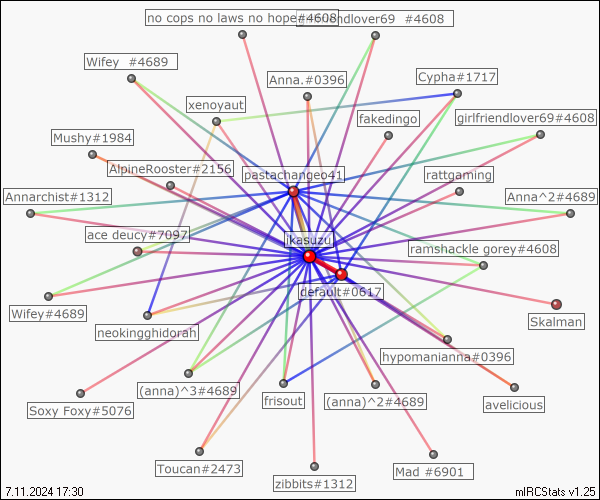 no cops no laws no hope#4608
girlfriendlover69 #4608
Wifey #4689
Anna.#0396
Cypha#1717
xenoyaut
fakedingo
girlfriendlover69#4608
Mushy#1984
AlpineRooster#2156
pastachangeo41
rattgaming
Annarchist#1312
Anna^2#4689
ace deucy#7097
ikasuzu
ramshackle gorey#4608
default#0617
Wifey#4689
neokingghidorah
Skalman
hypomanianna#0396
(anna)^3#4689
frisout
(anna)^2#4689
avelicious
Soxy Foxy#5076
Toucan#2473
zibbits#1312
Mad #6901
7.11.2024 17:30
mIRCStats v1.25